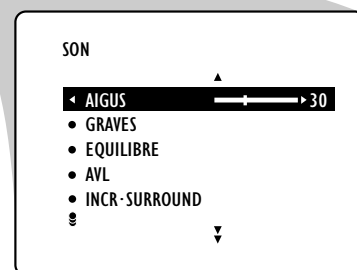 SON
AIGUS 30
GRAVES
EQUILIBRE
AVL
INCR·SURROUND